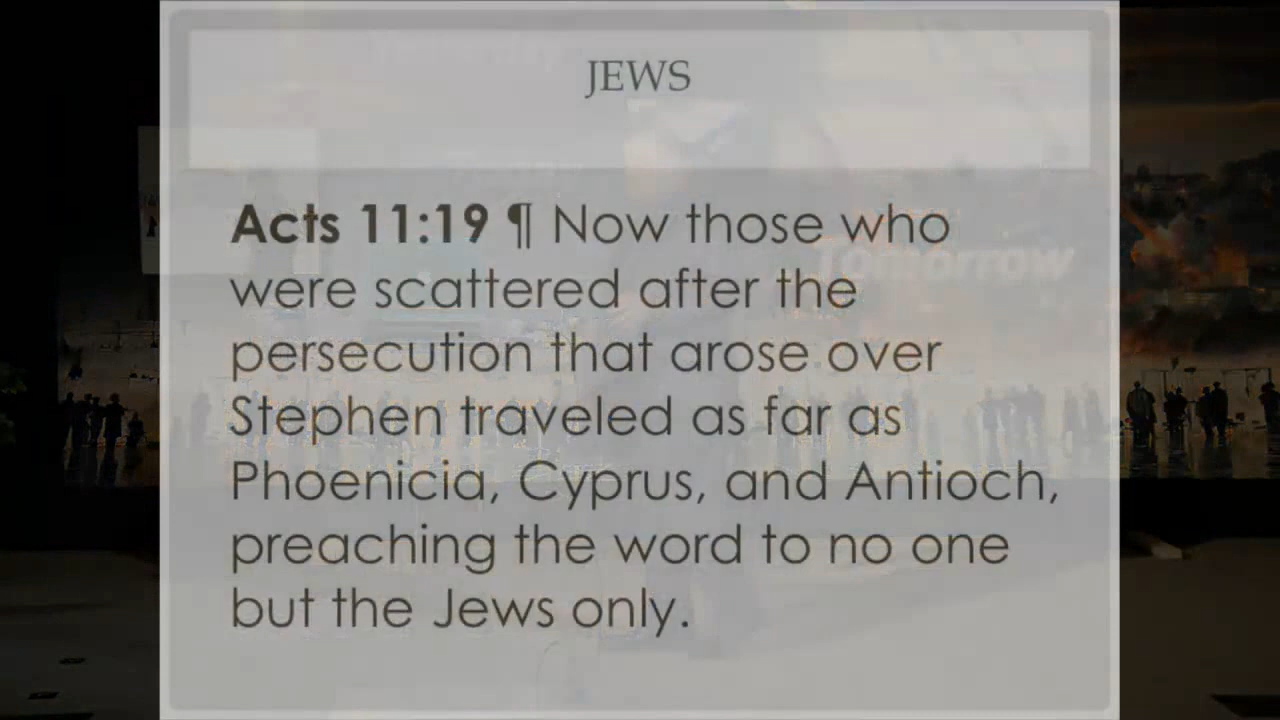 JEWS
Acts 11:19 ¶ Now those who
were scattered after the
Tomorrow
persecution that arose over
Stephen traveled as far as
Phoenicia, Cyprus, and Antioch,
preaching the word to no one
but the Jews only.